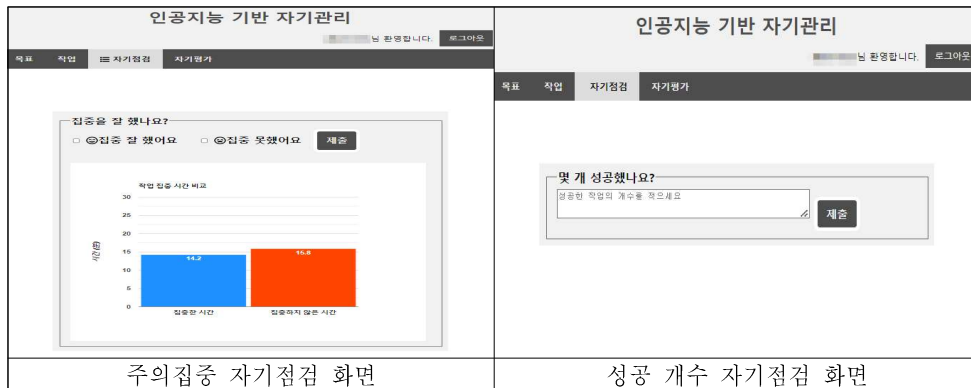 인공지능 기반 자기관리
님 환영합니다. 로그아웃
목표 작업 자기점검 자기평가
집중을 잘 했나요?
집중 잘 했어요 집중 못했어요 제출
작업 집중 시간 비교
30
25
20
15
10
5
0
시간(분)
14.2
15.8
집중한 시간 집중하지 않은 시간
주의집중 자기점검 화면
인공지능 기반 자기관리
님 환영합니다. 로그아웃
목표 작업 자기점검 자기평가
몇 개 성공했나요?
성공한 작업의 개수를 적으세요
제출
성공 개수 자기점검 화면